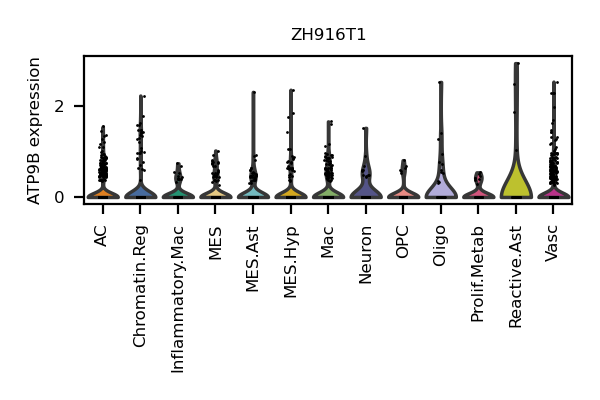 ZH916T1
ATP9B expression
2
0
AC
Chromatin.Reg
Inflammatory.Mac
MES
MES.Ast
MES.Hyp
Mac
Neuron
OPC
Oligo
Prolif.Metab
Reactive.Ast
Vasc